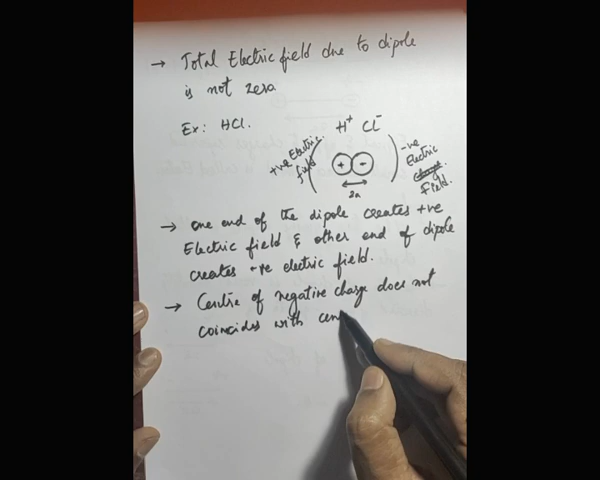 → Total Electric field due to dipole
is not zero
Ex: HCl.
H⁺ Cl⁻
+ve Electric
field
+ -
2a
-ve
Electric
field.
→ one end of the dipole creates +ve
Electric field & other end of dipole
creates -ve electric field.
→ Centre of negative charge does not
coincides with cen